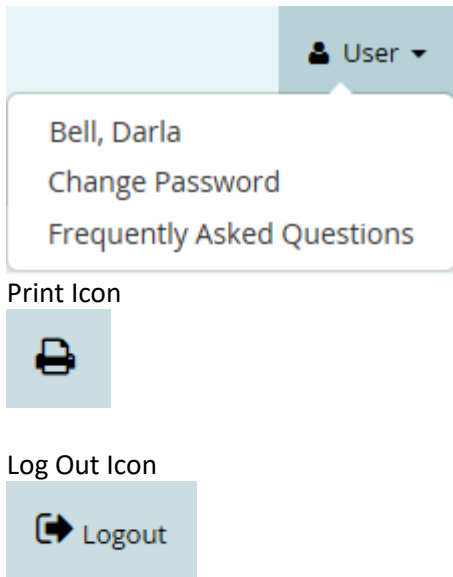 User
Bell, Darla
Change Password
Frequently Asked Questions
Print Icon
Log Out Icon
Logout